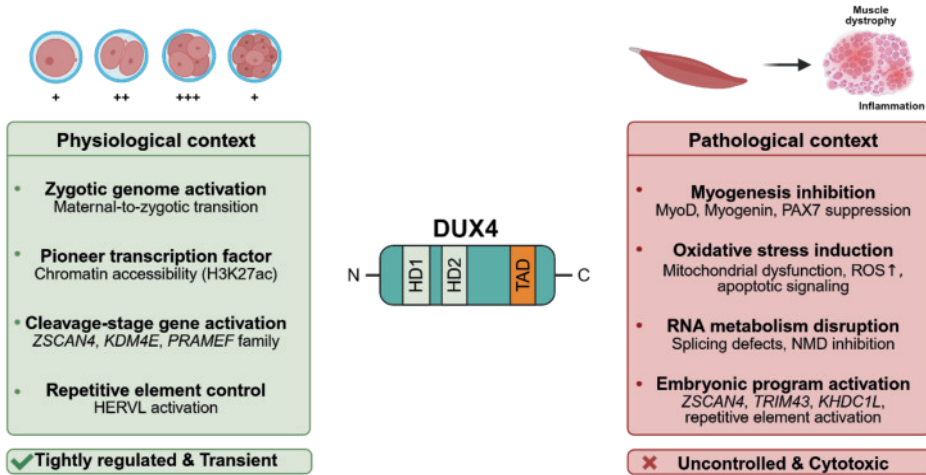 + ++ +++ +
Muscle
dystrophy
Inflammation
Physiological context
• Zygotic genome activation
Maternal-to-zygotic transition
• Pioneer transcription factor
Chromatin accessibility (H3K27ac)
• Cleavage-stage gene activation
ZSCAN4, KDM4E, PRAMEF family
• Repetitive element control
HERVL activation
Tightly regulated & Transient
DUX4
N HD1 HD2 TAD C
Pathological context
• Myogenesis inhibition
MyoD, Myogenin, PAX7 suppression
• Oxidative stress induction
Mitochondrial dysfunction, ROS↑,
apoptotic signaling
• RNA metabolism disruption
Splicing defects, NMD inhibition
• Embryonic program activation
ZSCAN4, TRIM43, KHDC1L,
repetitive element activation
Uncontrolled & Cytotoxic